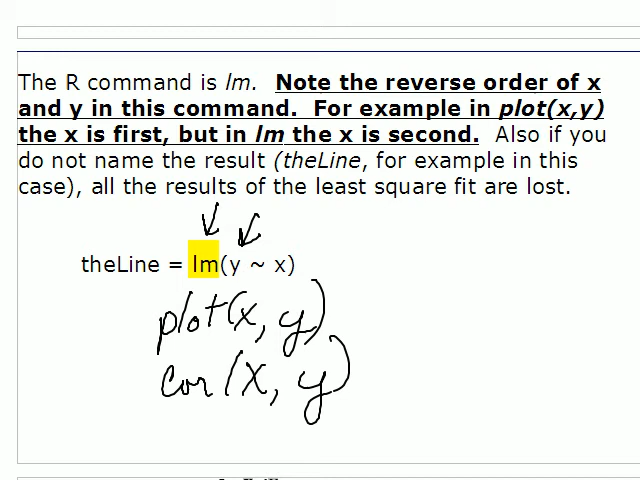 The R command is lm. Note the reverse order of x
and y in this command. For example in plot(x,y)
the x is first, but in lm the x is second. Also if you
do not name the result (theLine, for example in this
case), all the results of the least square fit are lost.
theLine = lm(y ~ x)
plot(x, y)
cor(x, y)